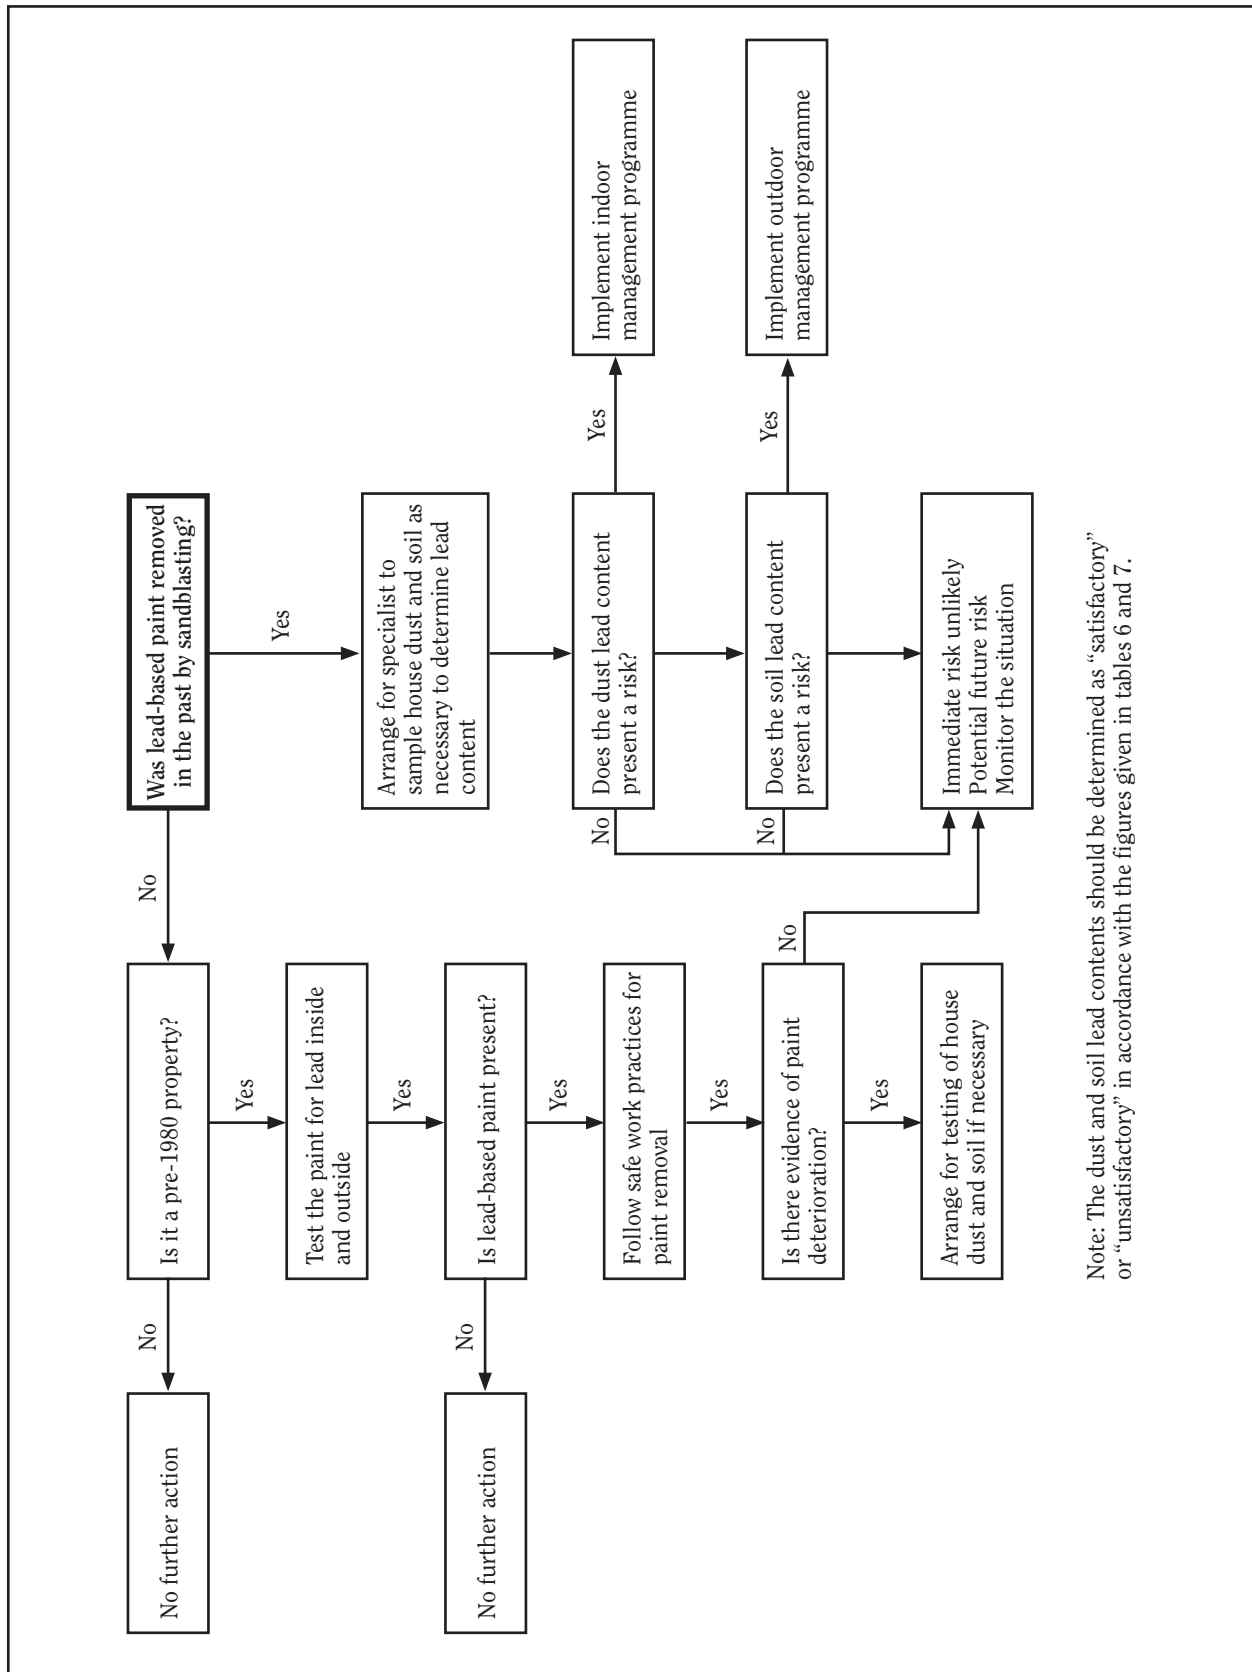 Was lead-based paint removed
in the past by sandblasting?
No
Yes
Is it a pre-1980 property?
No
No further action
Yes
Test the paint for lead inside
and outside
Yes
Is lead-based paint present?
No
No further action
Yes
Follow safe work practices for
paint removal
Yes
Is there evidence of paint
deterioration?
No
Yes
Arrange for testing of house
dust and soil if necessary
Arrange for specialist to
sample house dust and soil as
necessary to determine lead
content
Does the dust lead content
present a risk?
No
Yes
Implement indoor
management programme
Does the soil lead content
present a risk?
No
Yes
Implement outdoor
management programme
Immediate risk unlikely
Potential future risk
Monitor the situation
Note: The dust and soil lead contents should be determined as “satisfactory”
or “unsatisfactory” in accordance with the figures given in tables 6 and 7.